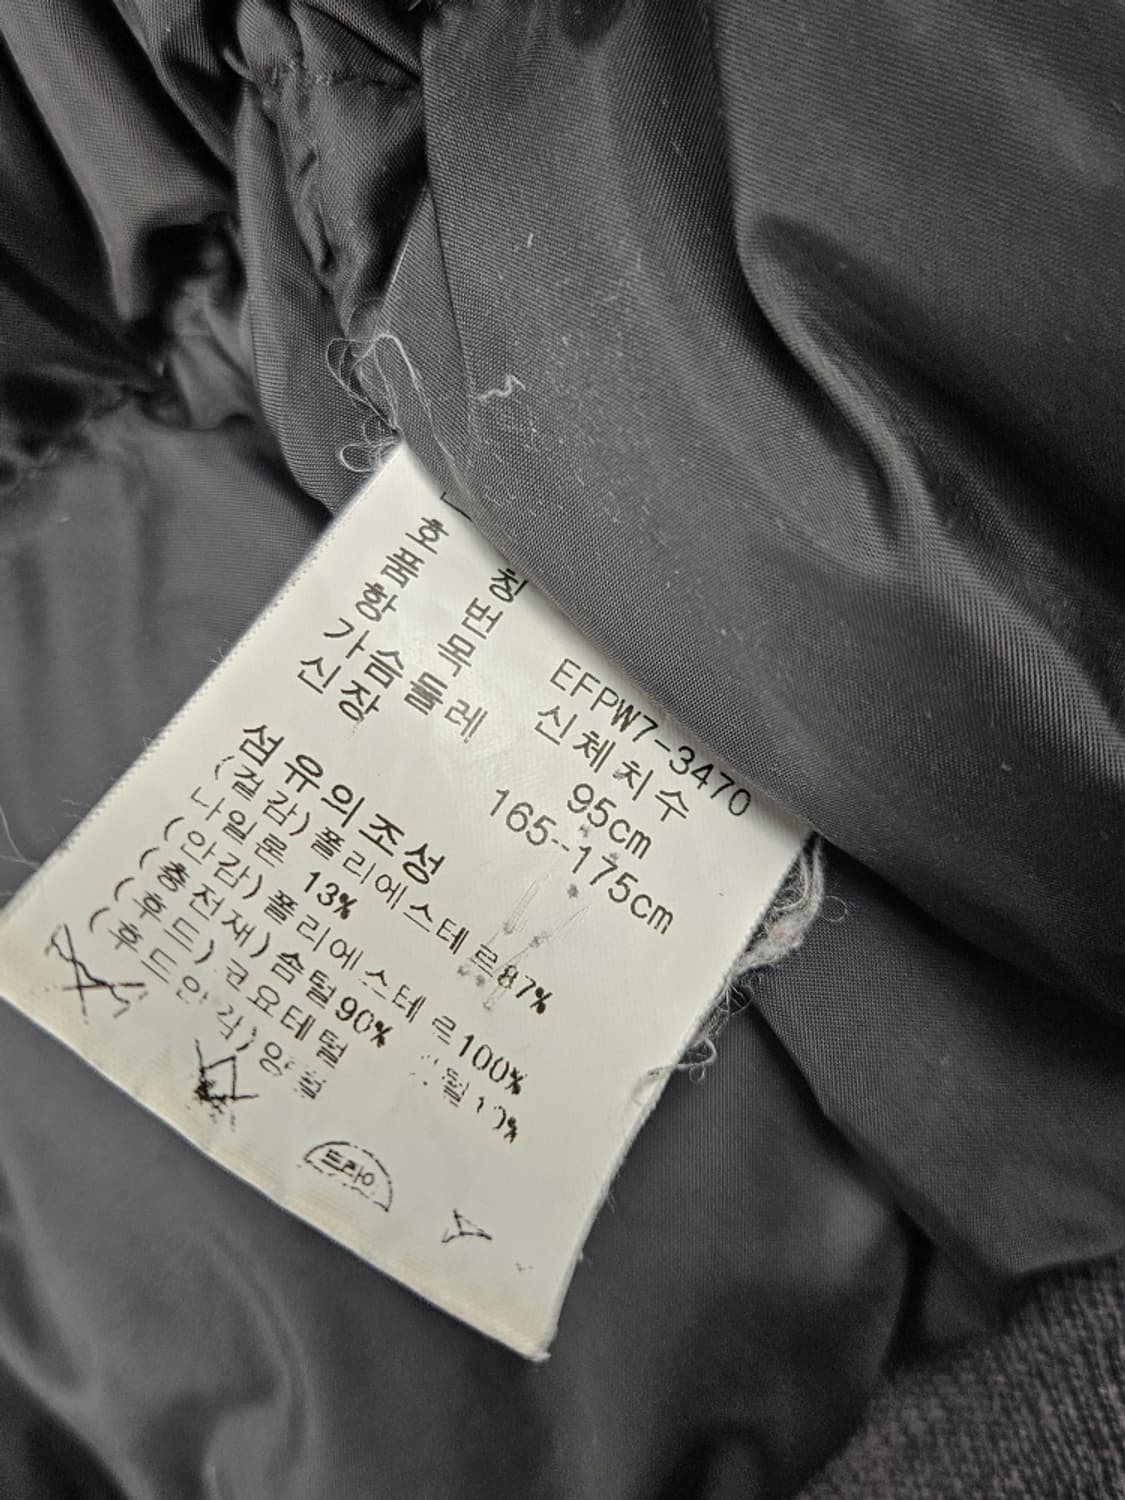 호 칭
품 번 EFPW7-3470
항 목 신체치수
가슴둘레 95cm
신장 165--175cm
섬유의조성
(겉감)폴리에스테르87%
나일론 13%
(안감)폴리에스테르100%
(충전재)솜털90%
(후드)코요테털
(후드안감)양털
드라이